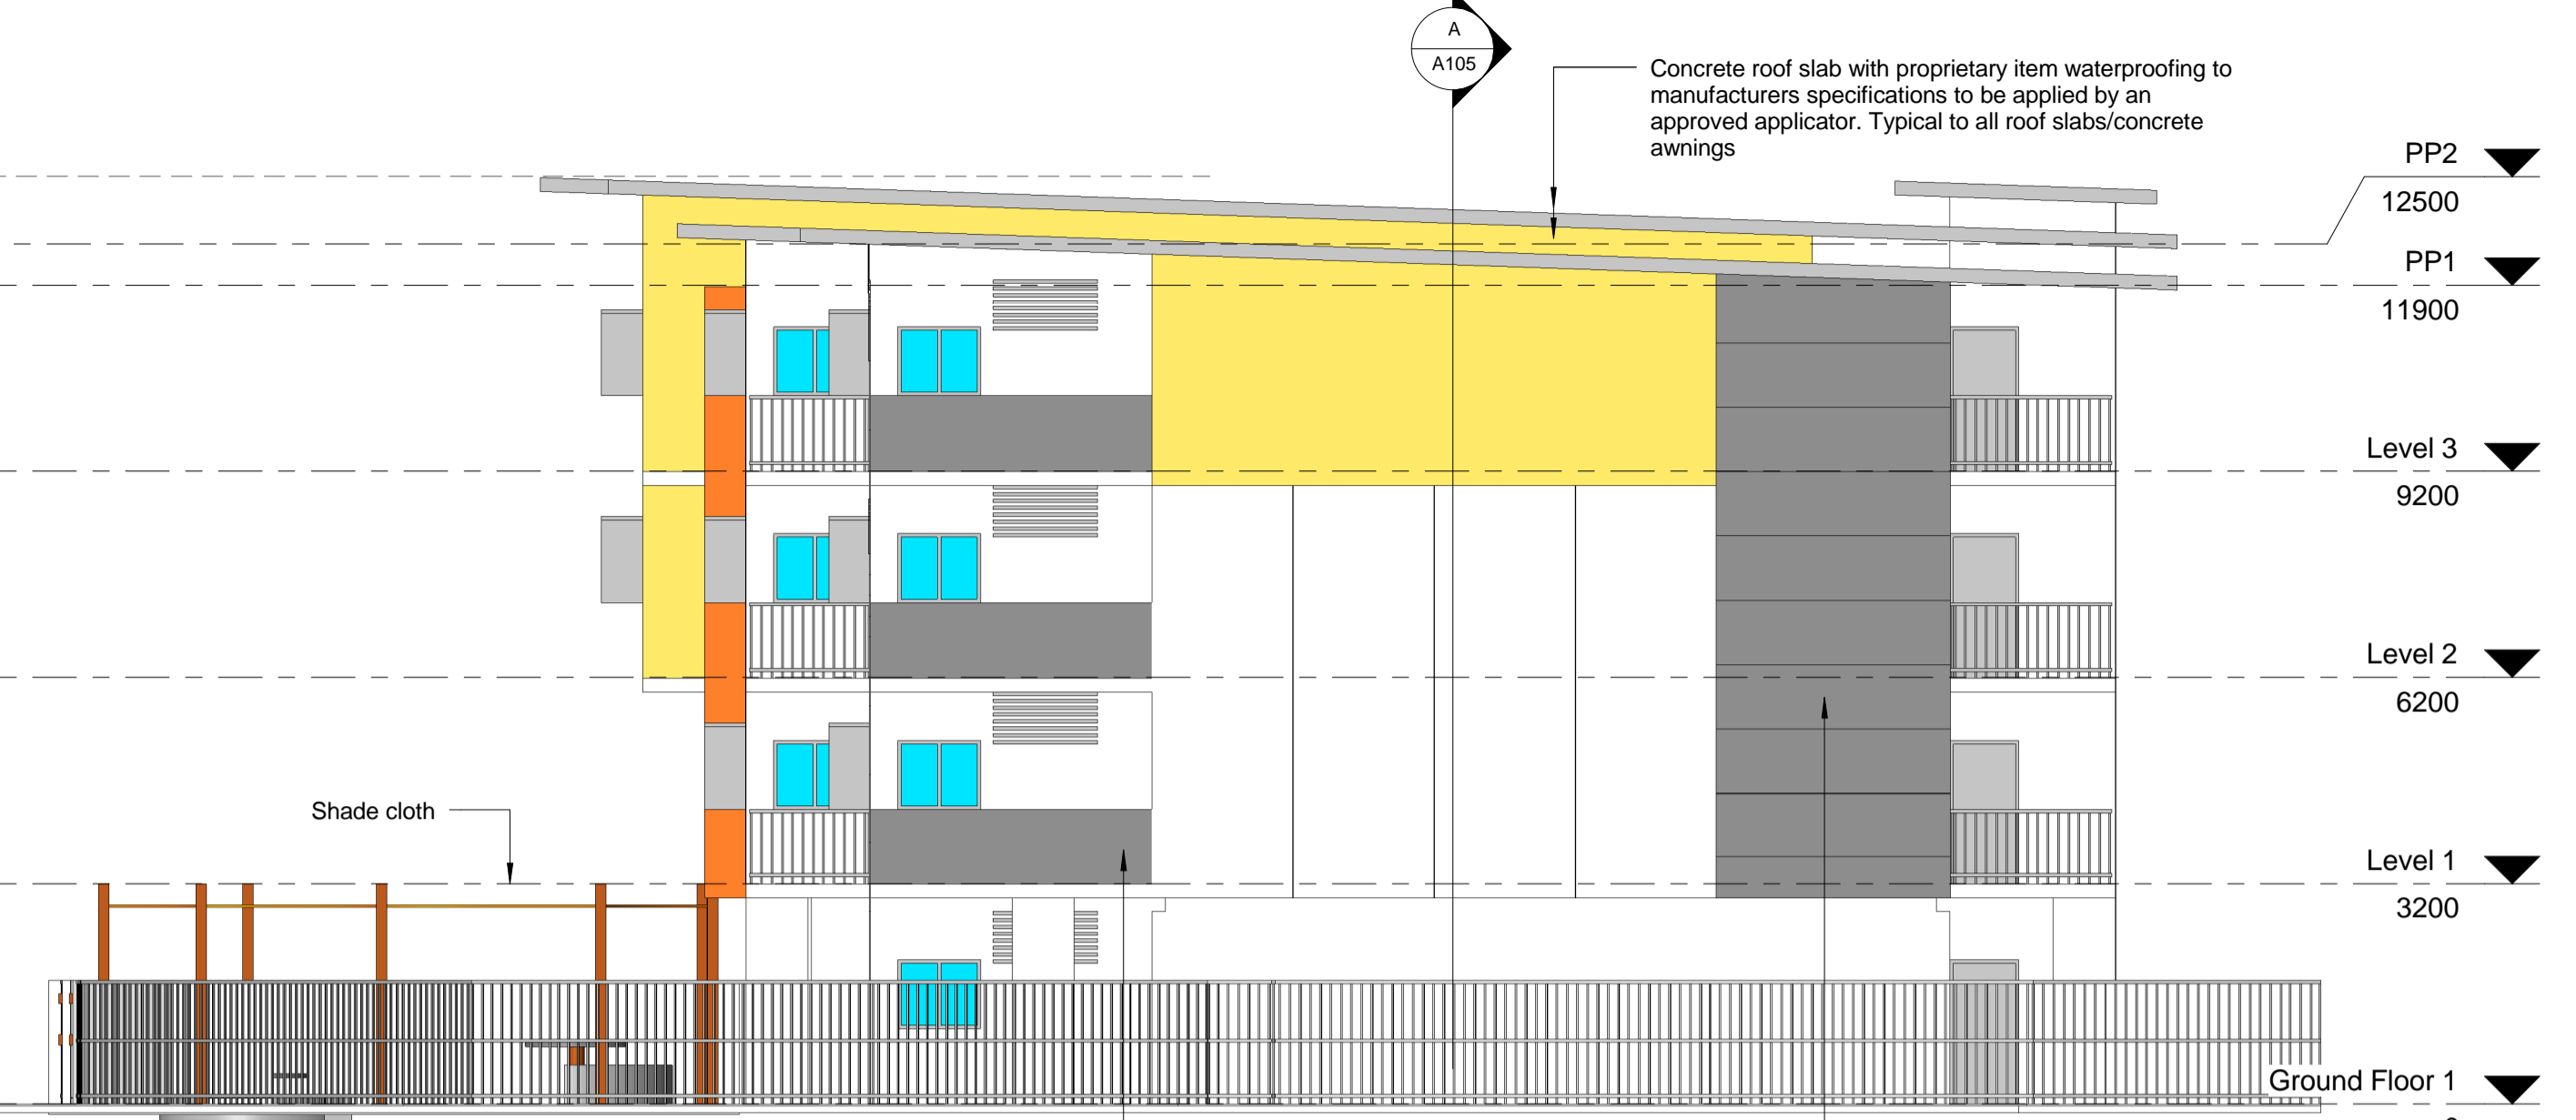 A
A105
Concrete roof slab with proprietary item waterproofing to
manufacturers specifications to be applied by an
approved applicator. Typical to all roof slabs/concrete
awnings
PP2
12500
PP1
11900
Level 3
9200
Level 2
6200
Shade cloth
Level 1
3200
Ground Floor 1